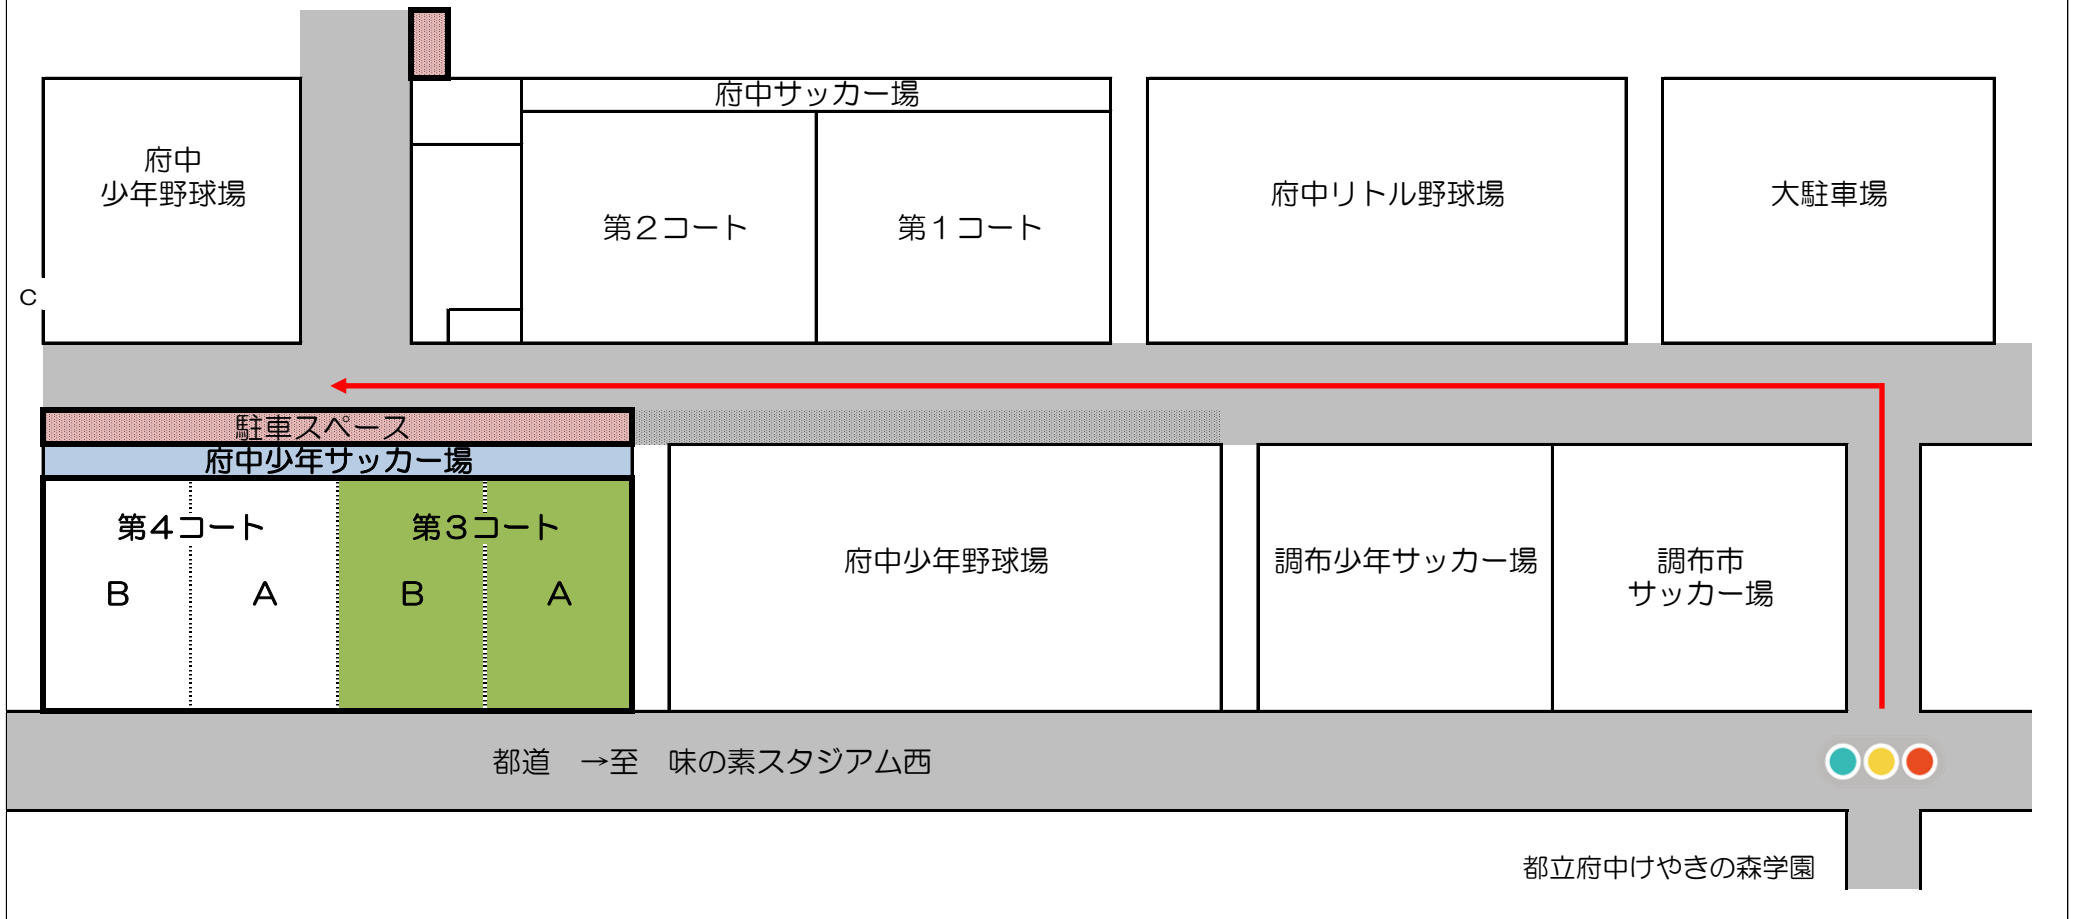 府中サッカー場
府中
少年野球場
第2コート
第1コート
府中リトル野球場
大駐車場
C
駐車スペース
府中少年サッカー場
第4コート
第3コート
B
A
B
A
府中少年野球場
調布少年サッカー場
調布市
サッカー場
都道　→至　味の素スタジアム西
都立府中けやきの森学園